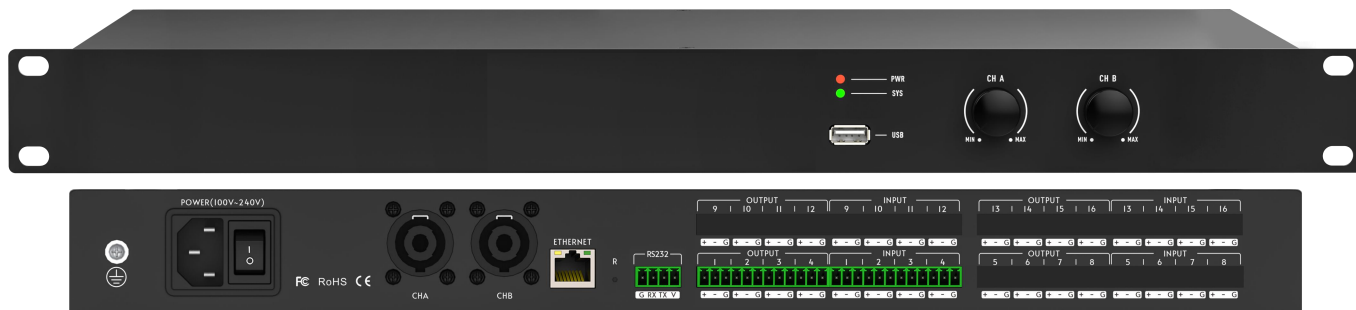 PWR
SYS
USB
CH A
CH B
MIN MAX
MIN MAX
POWER(100V~240V)
I
O
FC RoHS CE
CHA
CHB
ETHERNET
R
RS232
G RX TX V
OUTPUT INPUT
9 I 10 I 11 I 12 9 I 10 I 11 I 12
+ - G + - G + - G + - G + - G + - G + - G + - G
OUTPUT INPUT
1 I 2 I 3 I 4 1 I 2 I 3 I 4
+ - G + - G + - G + - G + - G + - G + - G + - G
OUTPUT INPUT
13 I 14 I 15 I 16 13 I 14 I 15 I 16
+ - G + - G + - G + - G + - G + - G + - G + - G
OUTPUT INPUT
5 I 6 I 7 I 8 5 I 6 I 7 I 8
+ - G + - G + - G + - G + - G + - G + - G + - G